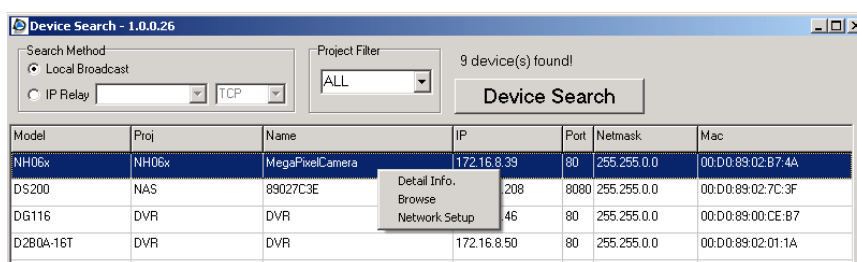 Device Search - 1.0.0.26
Search Method
Local Broadcast
IP Relay TCP
Project Filter
ALL
9 device(s) found!
Device Search
Model Proj Name IP Port Netmask Mac
NH06x NH06x MegaPixelCamera 172.16.8.39 80 255.255.0.0 00:D0:89:02:B7:4A
DS200 NAS 89027C3E .208 8080 255.255.0.0 00:D0:89:02:7C:3F
DG116 DVR DVR .46 80 255.255.0.0 00:D0:89:00:CE:B7
D2B0A-16T DVR DVR 172.16.8.50 80 255.255.0.0 00:D0:89:02:01:1A
Detail Info.
Browse
Network Setup